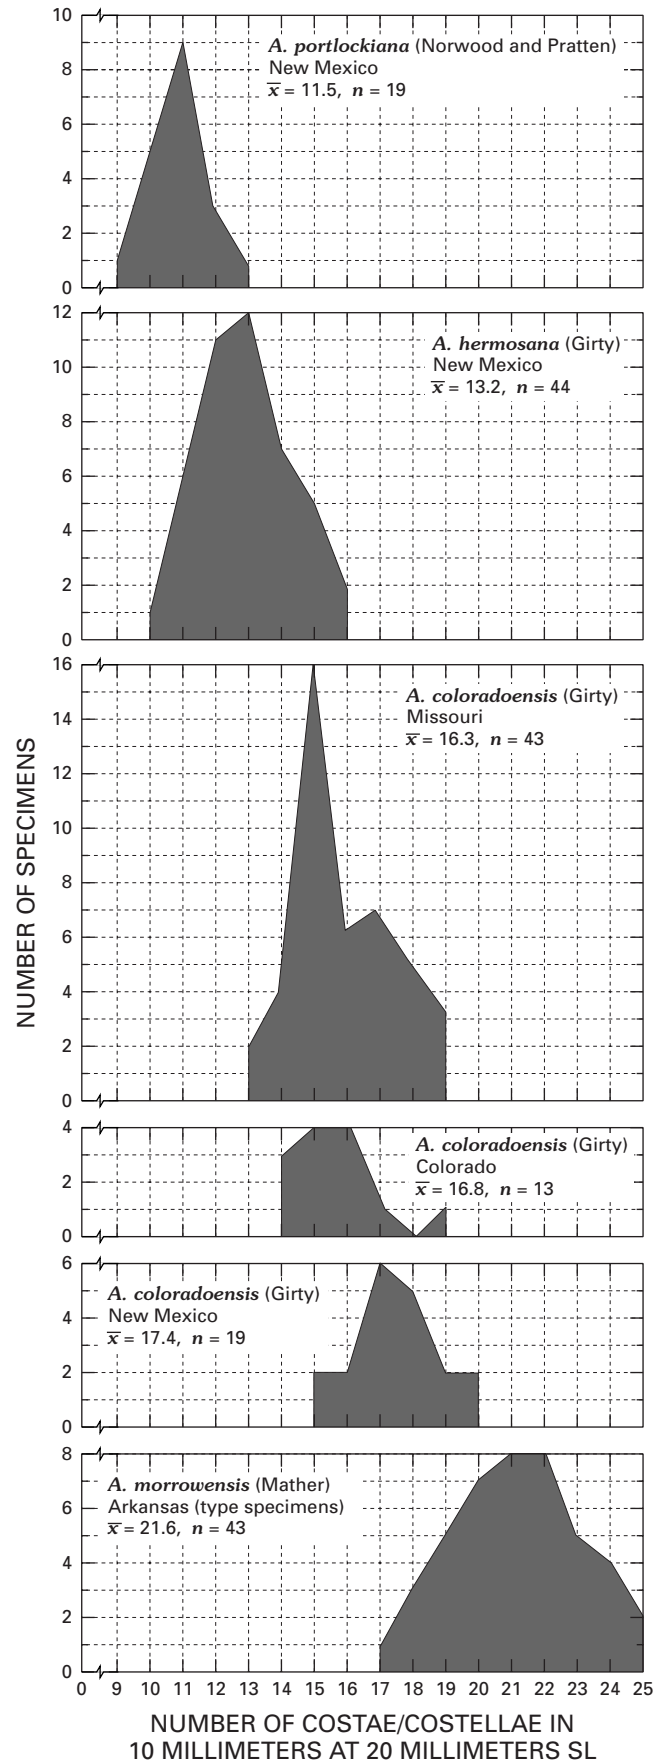 NUMBER OF SPECIMENS
10
8
6
4
2
0
A. portlockiana (Norwood and Pratten)
New Mexico
x̅ = 11.5, n = 19
12
10
8
6
4
2
0
A. hermosana (Girty)
New Mexico
x̅ = 13.2, n = 44
16
14
12
10
8
6
4
2
0
A. coloradoensis (Girty)
Missouri
x̅ = 16.3, n = 43
4
2
0
A. coloradoensis (Girty)
Colorado
x̅ = 16.8, n = 13
6
4
2
0
A. coloradoensis (Girty)
New Mexico
x̅ = 17.4, n = 19
8
6
4
2
0
A. morrowensis (Mather)
Arkansas (type specimens)
x̅ = 21.6, n = 43
0 9 10 11 12 13 14 15 16 17 18 19 20 21 22 23 24 25
NUMBER OF COSTAE/COSTELLAE IN
10 MILLIMETERS AT 20 MILLIMETERS SL